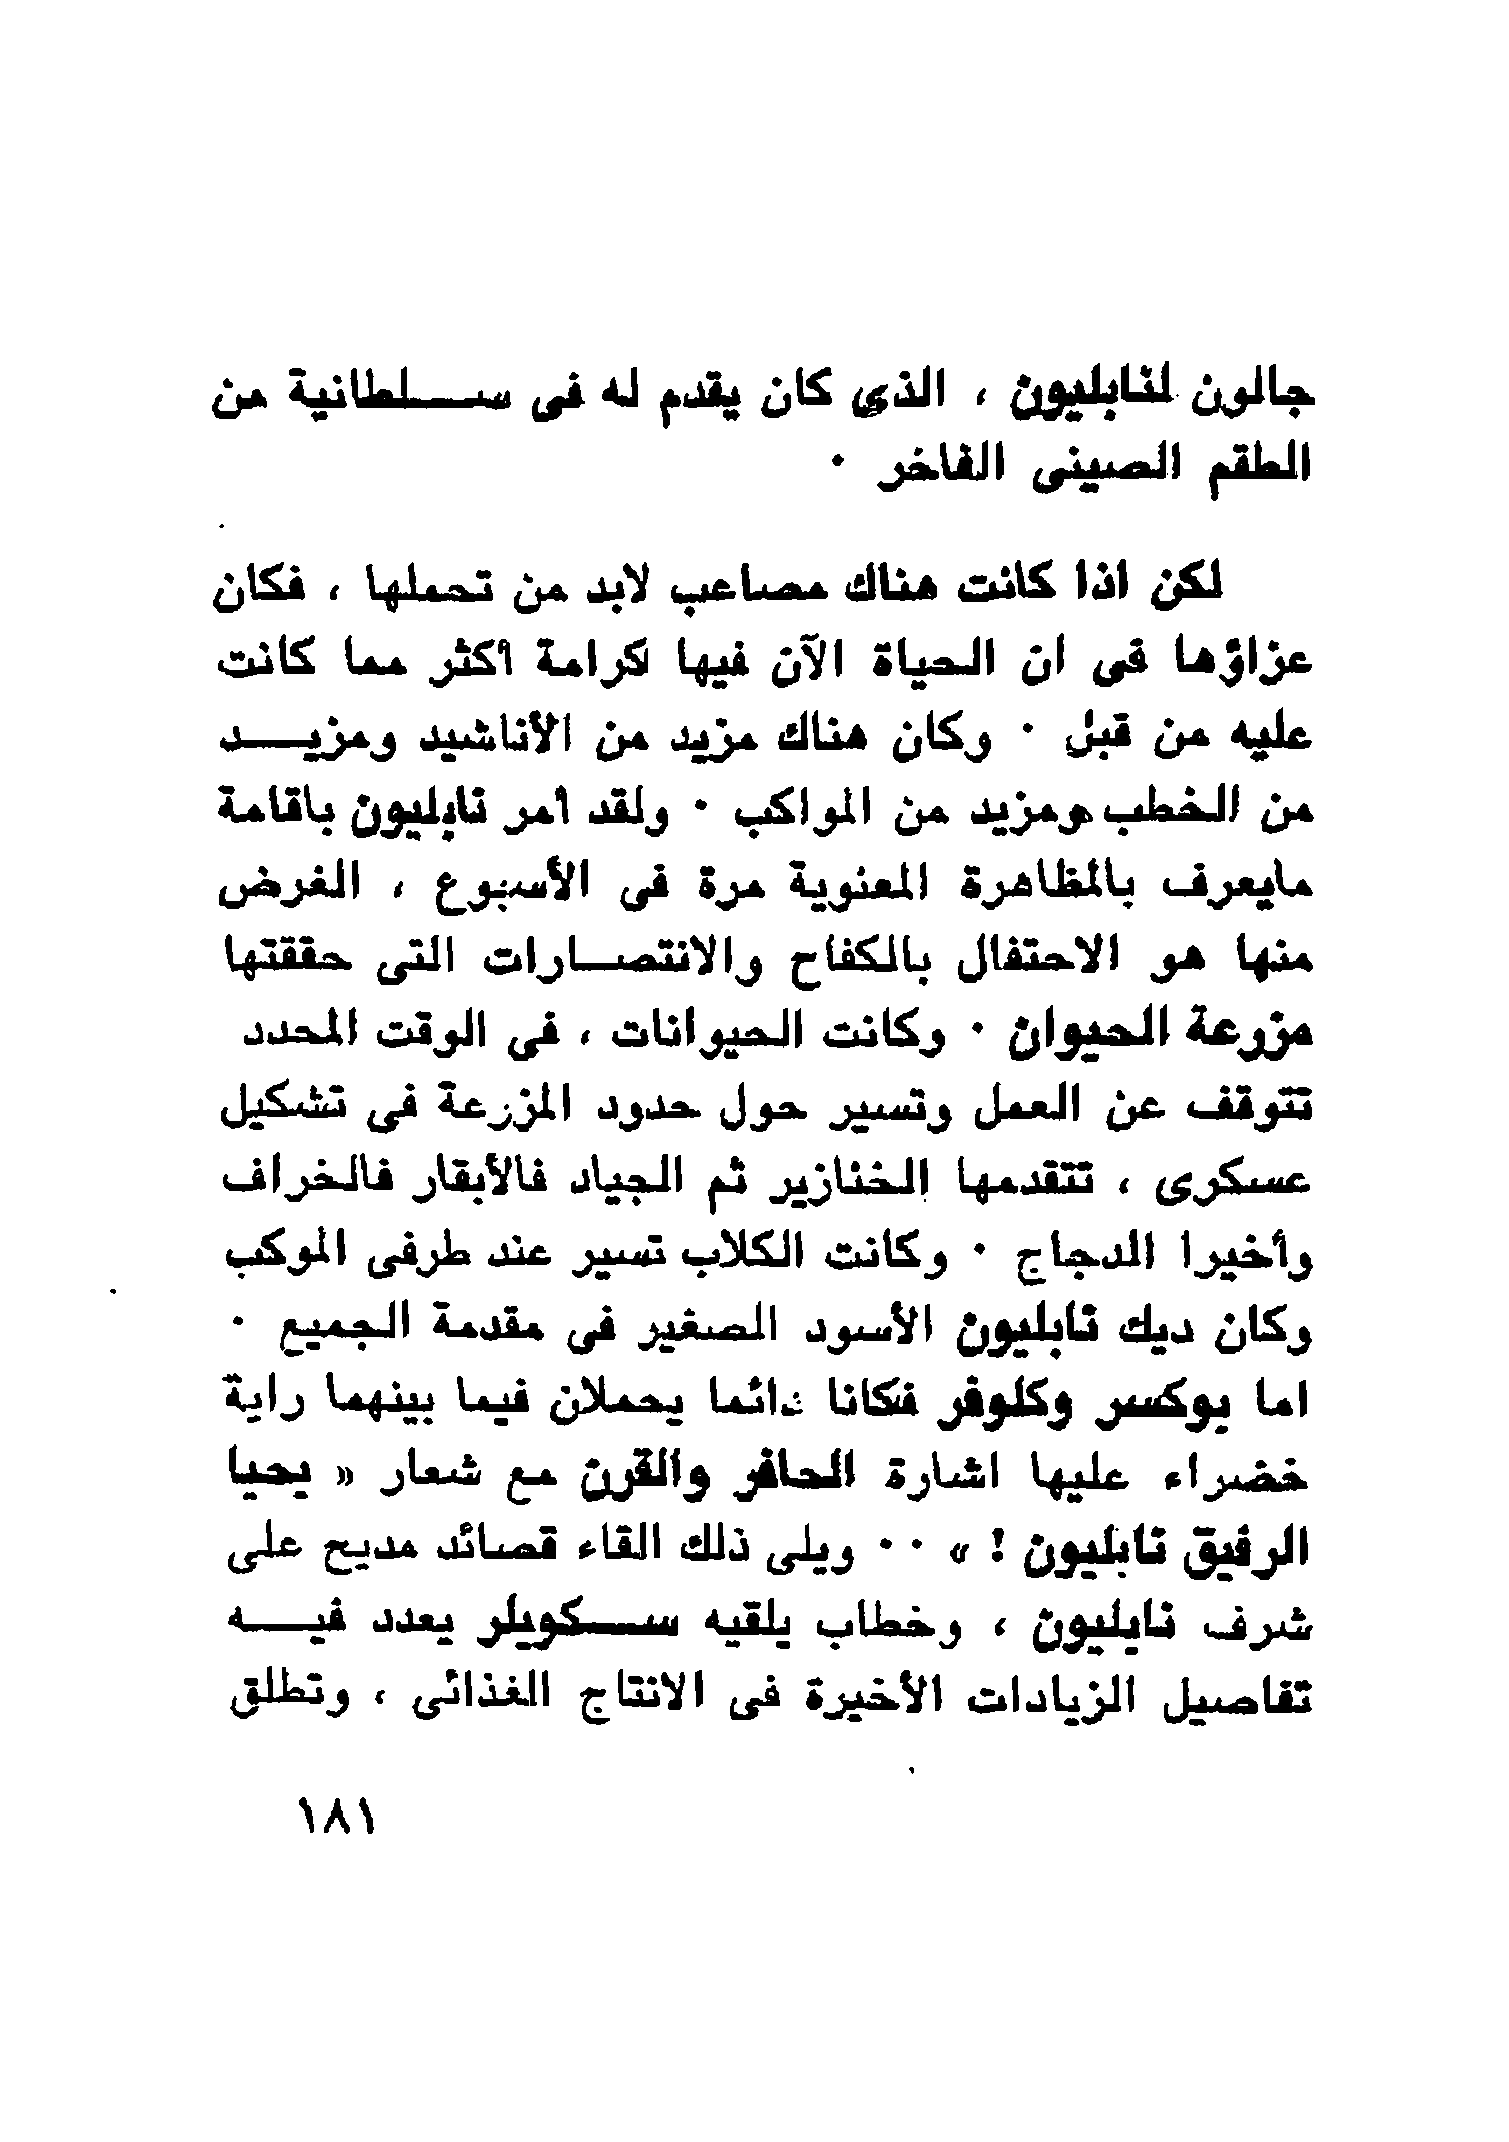 جالون لنابليون ، الذى كان يقدم له فى سلطانية من
الطقم الصينى الفاخر ٠
لكن اذا كانت هناك مصاعب لابد من تحملها ، فكان
عزاؤها فى ان الحياة الآن فيها كرامة أكثر مما كانت
عليه من قبل ٠ وكان هناك مزيد من الأناشيد ومزيد
من الخطب ومزيد من المواكب ٠ ولقد أمر نابليون باقامة
مايعرف بالمظاهرة المعنوية مرة فى الأسبوع ، الغرض
منها هو الاحتفال بالكفاح والانتصارات التى حققتها
مزرعة الحيوان ٠ وكانت الحيوانات ، فى الوقت المحدد
تتوقف عن العمل وتسير حول حدود المزرعة فى تشكيل
عسكرى ، تتقدمها الخنازير ثم الجياد فالأبقار فالخراف
وأخيرا الدجاج ٠ وكانت الكلاب تسير عند طرفى الموكب
وكان ديك نابليون الأسود الصغير فى مقدمة الجميع ٠
اما بوكسر وكلوفر فكانا دائما يحملان فيما بينهما راية
خضراء عليها اشارة الحافر والقرن مع شعار « يحيا
الرفيق نابليون ! » ٠٠ ويلى ذلك القاء قصائد مديح على
شرف نابليون ، وخطاب يلقيه سكويلر يعدد فيه
تفاصيل الزيادات الأخيرة فى الانتاج الغذائى ، وتطلق
١٨١